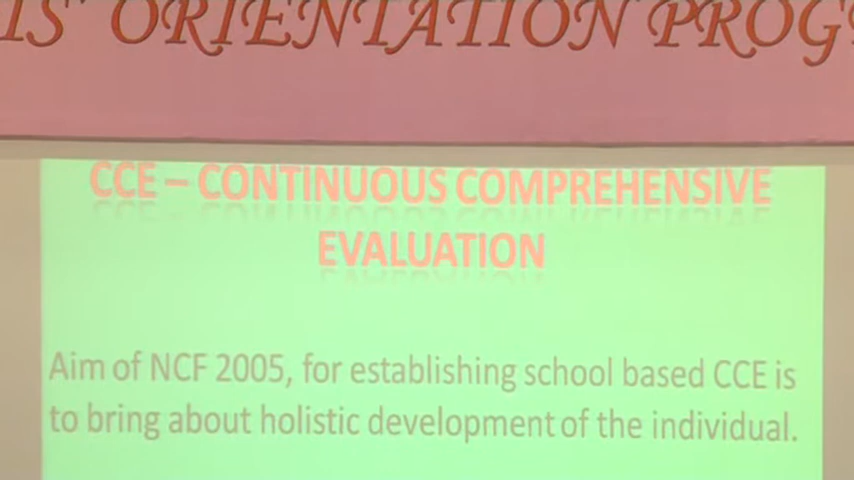 IS' ORIENTATION PROG
CCE – CONTINUOUS COMPREHENSIVE
EVALUATION
Aim of NCF 2005, for establishing school based CCE is
to bring about holistic development of the individual.